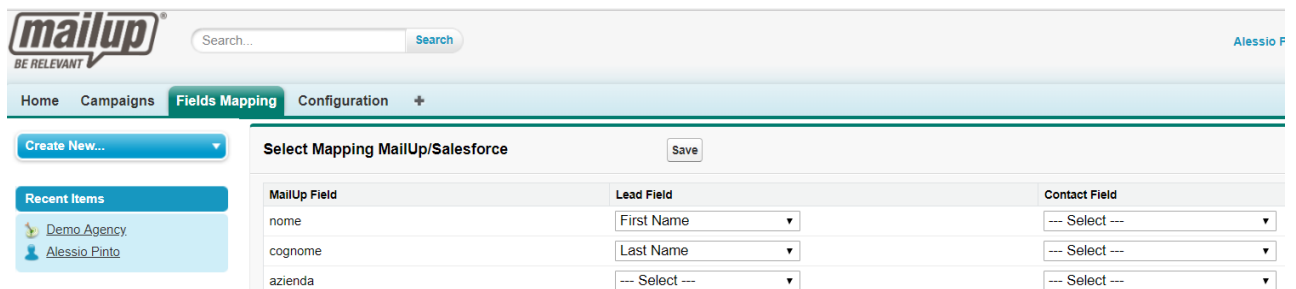 mailup®
BE RELEVANT
Search...
Search
Alessio P
Home Campaigns Fields Mapping Configuration +
Create New...
Select Mapping MailUp/Salesforce
Save
Recent Items
Demo Agency
Alessio Pinto
MailUp Field Lead Field Contact Field
nome First Name --- Select ---
cognome Last Name --- Select ---
azienda --- Select --- --- Select ---